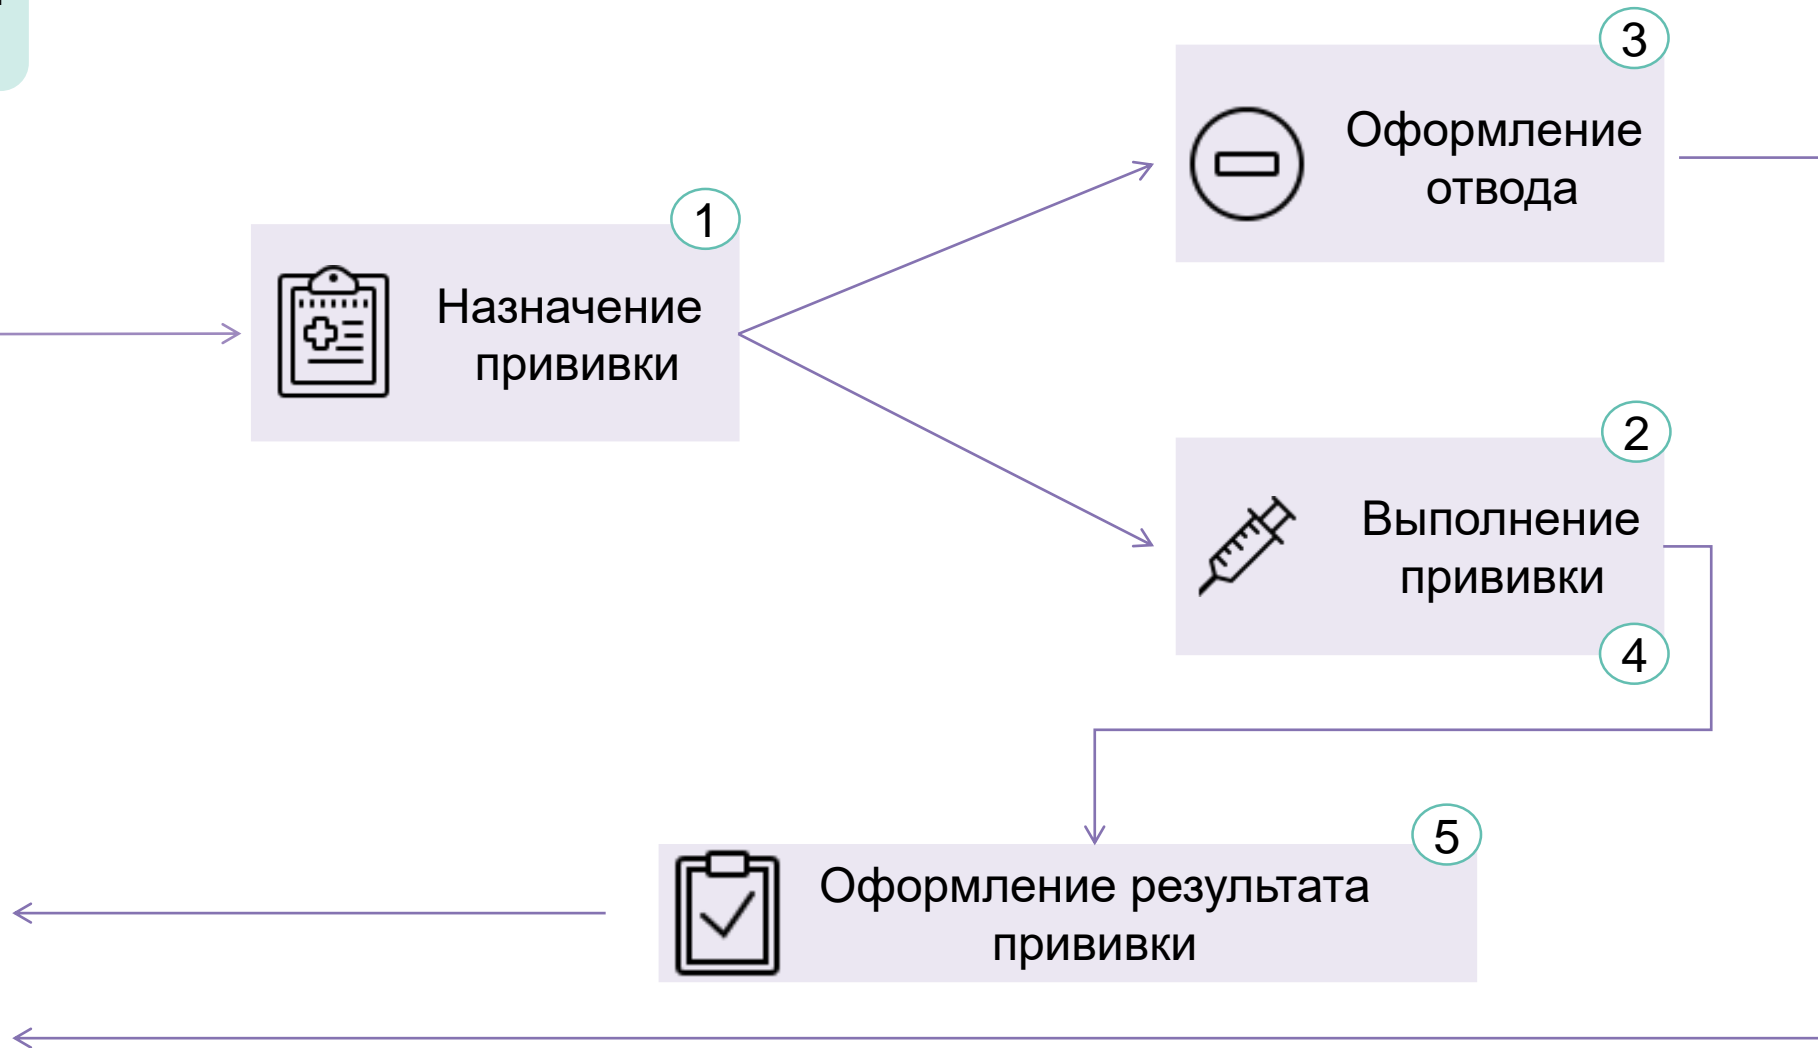 3
Оформление
отвода
1
Назначение
прививки
2
Выполнение
прививки
4
5
Оформление результата
прививки